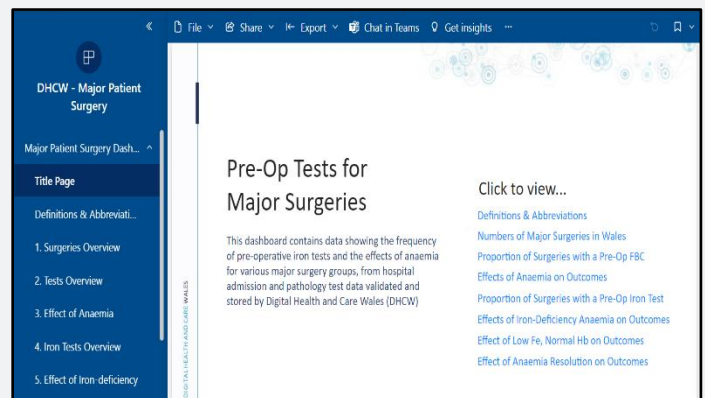 File Share Export Chat in Teams Get insights ...
DHCW - Major Patient
Surgery
Major Patient Surgery Dash...
Title Page
Definitions & Abbreviati...
1. Surgeries Overview
2. Tests Overview
3. Effect of Anaemia
4. Iron Tests Overview
5. Effect of Iron-deficiency
DIGITAL HEALTH AND CARE WALES
Pre-Op Tests for
Major Surgeries
This dashboard contains data showing the frequency
of pre-operative iron tests and the effects of anaemia
for various major surgery groups, from hospital
admission and pathology test data validated and
stored by Digital Health and Care Wales (DHCW)
Click to view...
Definitions & Abbreviations
Numbers of Major Surgeries in Wales
Proportion of Surgeries with a Pre-Op FBC
Effects of Anaemia on Outcomes
Proportion of Surgeries with a Pre-Op Iron Test
Effects of Iron-Deficiency Anaemia on Outcomes
Effect of Low Fe, Normal Hb on Outcomes
Effect of Anaemia Resolution on Outcomes